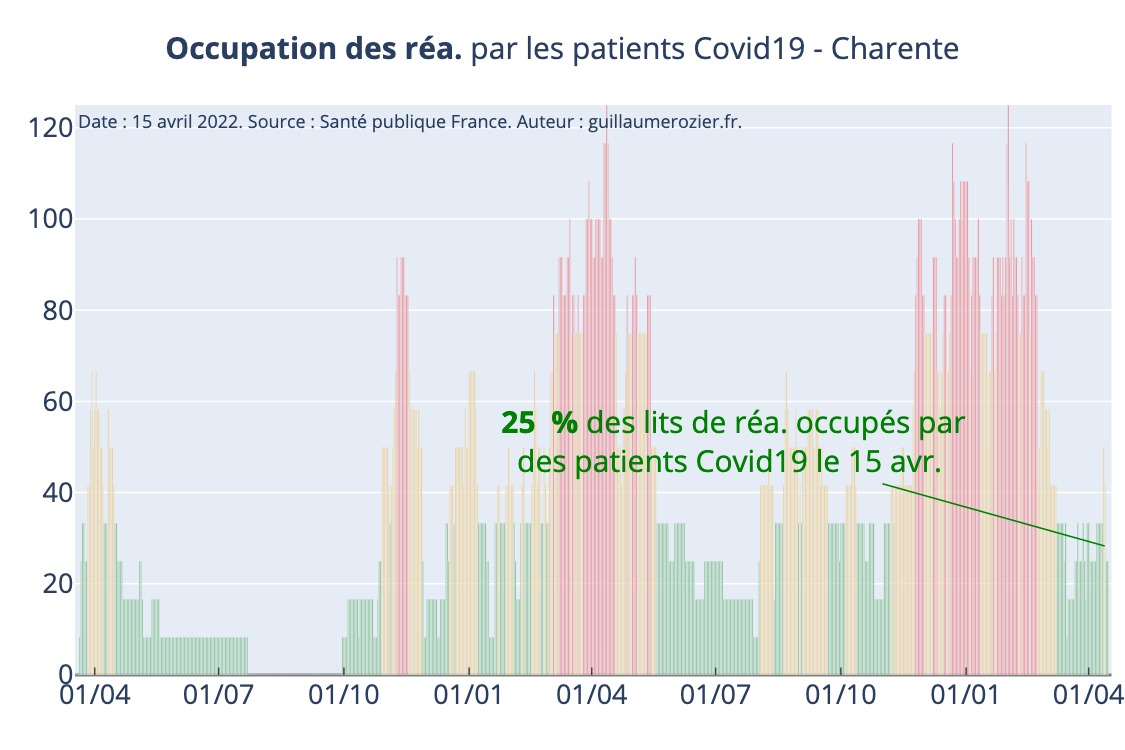 Occupation des réa. par les patients Covid19 - Charente
Date : 15 avril 2022. Source : Santé publique France. Auteur : guillaumerozier.fr.
120
100
80
60
40
20
0
25 % des lits de réa. occupés par
des patients Covid19 le 15 avr.
01/04 01/07 01/10 01/01 01/04 01/07 01/10 01/01 01/04